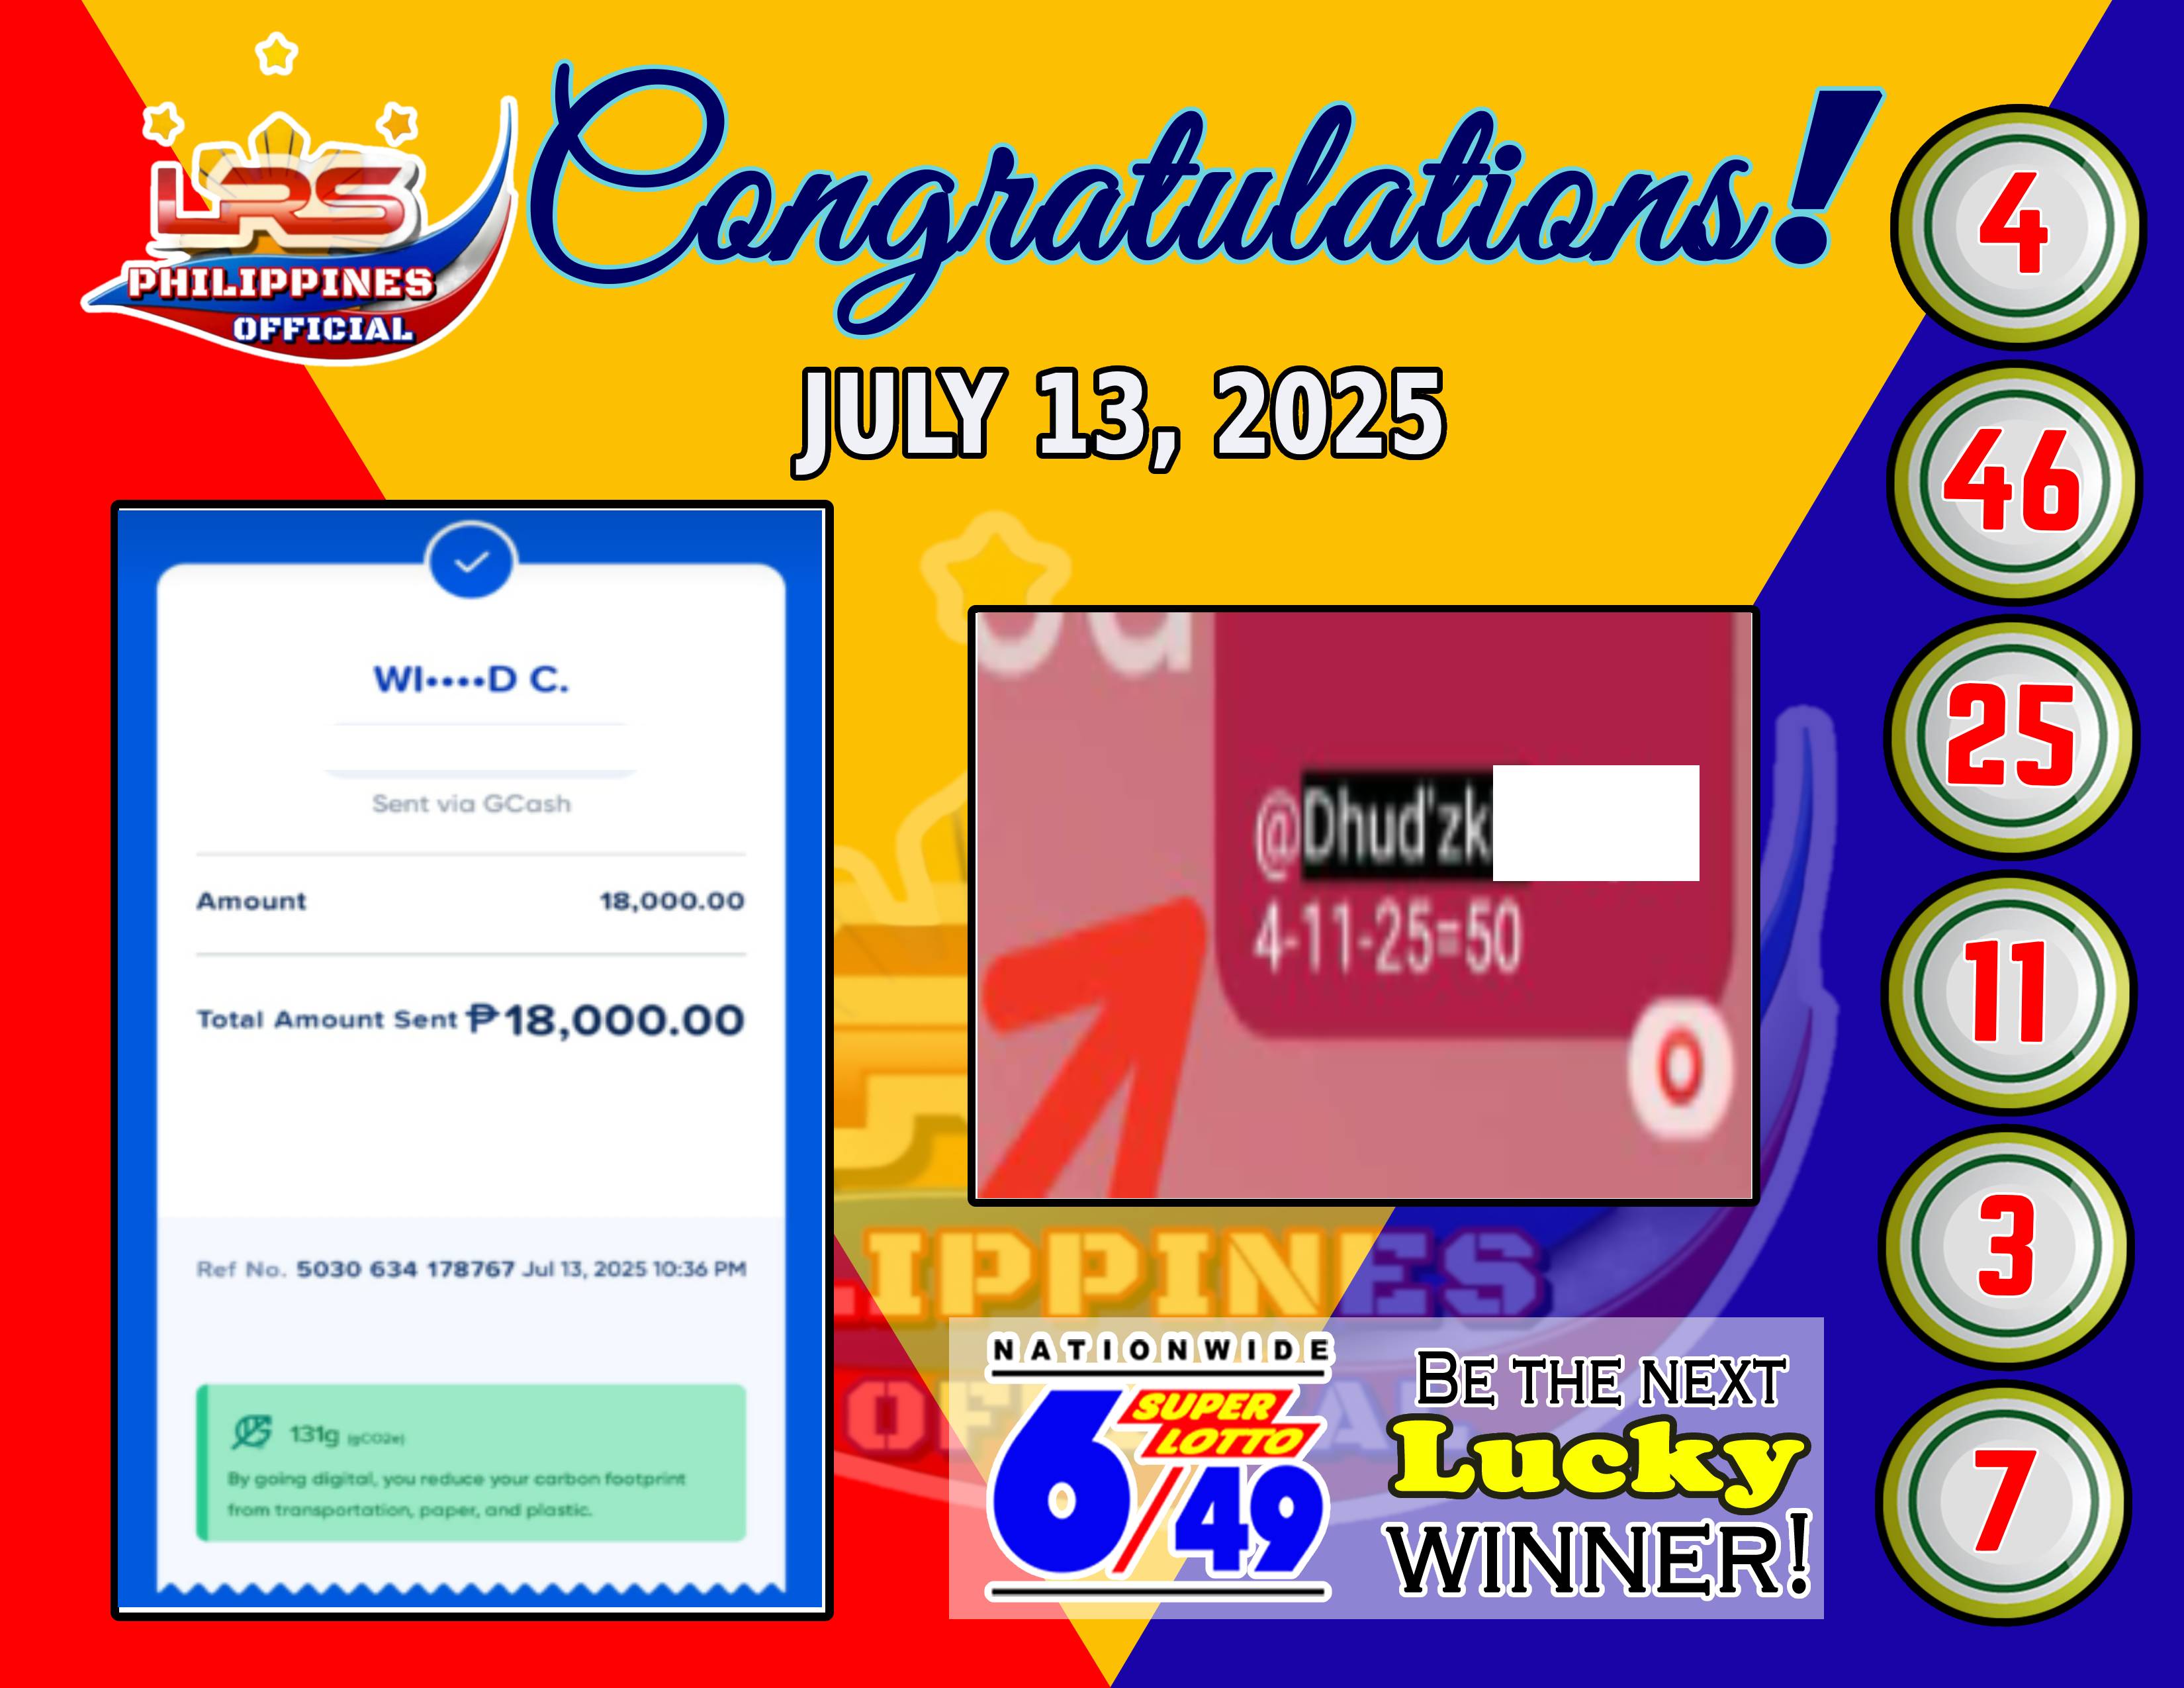 LRS
PHILIPPINES
OFFICIAL
Congratulations!
JULY 13, 2025
WI••••D C.
Sent via GCash
Amount 18,000.00
Total Amount Sent ₱18,000.00
Ref No. 5030 634 178767 Jul 13, 2025 10:36 PM
131g (gCO2e)
By going digital, you reduce your carbon footprint
from transportation, paper, and plastic.
@Dhud'zk
4-11-25=50
IPPINES
NATIONWIDE
SUPER
LOTTO
6/49
BE THE NEXT
Lucky
WINNER!
4
46
25
11
3
7